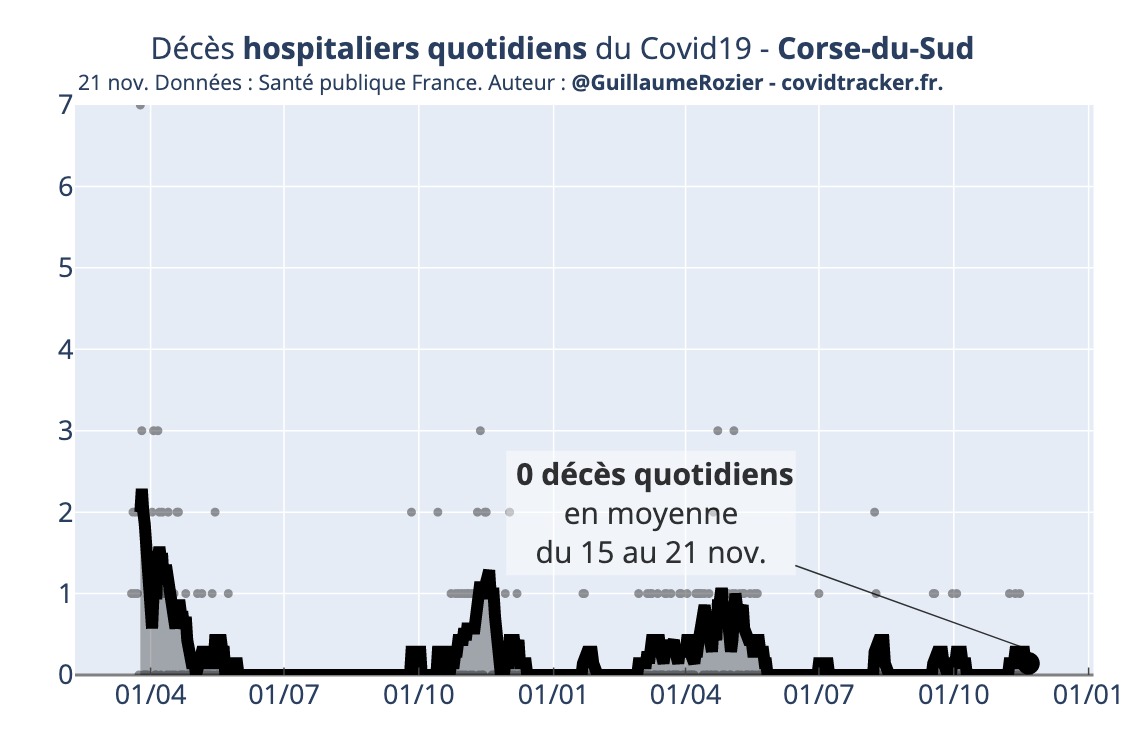 Décès hospitaliers quotidiens du Covid19 - Corse-du-Sud
21 nov. Données : Santé publique France. Auteur : @GuillaumeRozier - covidtracker.fr.
7
6
5
4
3
2
1
0
0 décès quotidiens
en moyenne
du 15 au 21 nov.
01/04 01/07 01/10 01/01 01/04 01/07 01/10 01/01